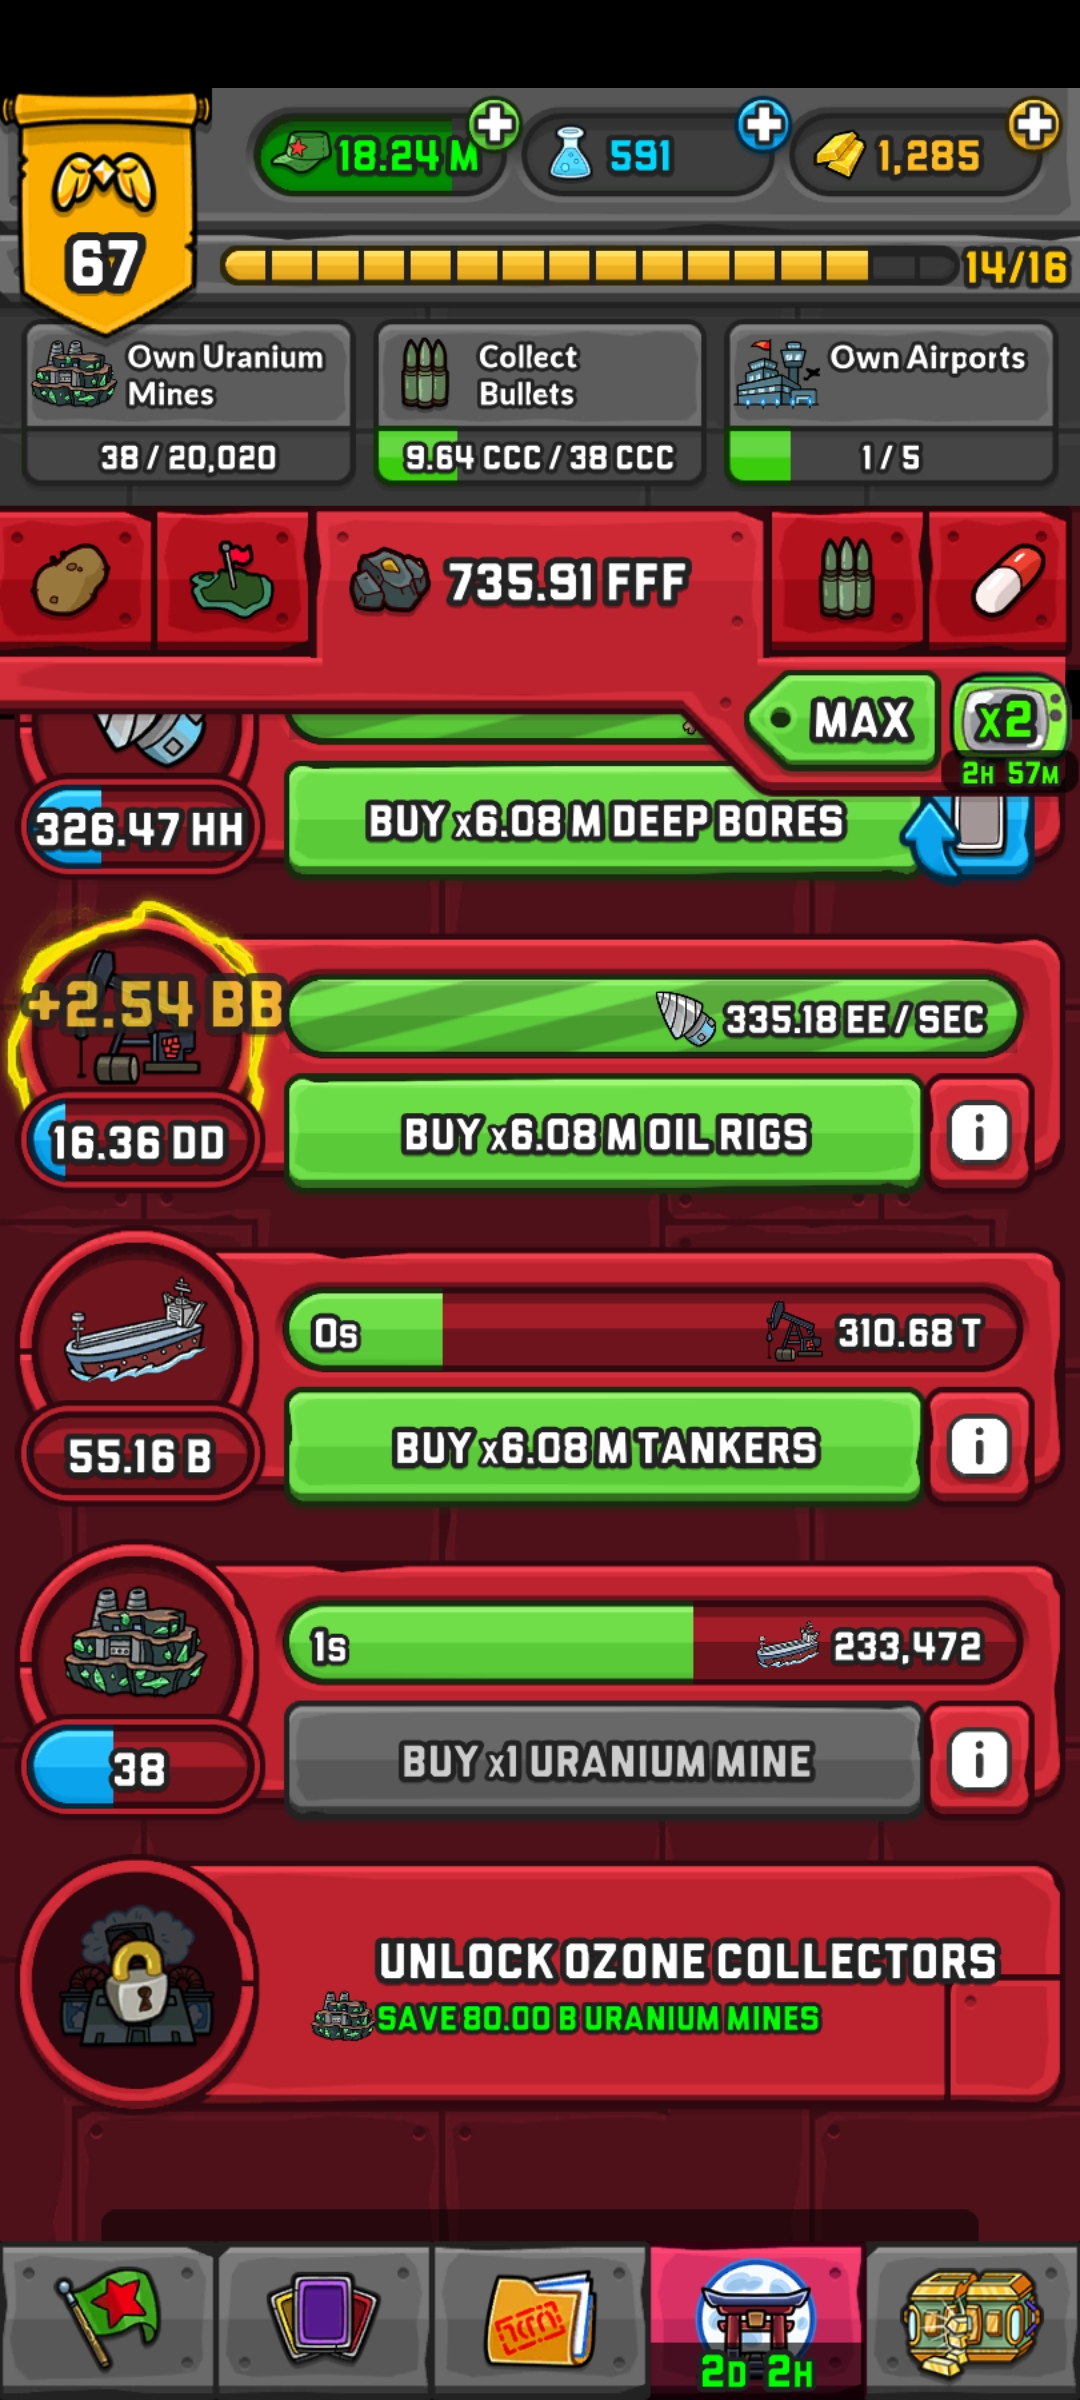 18.24 M
591
1,285
67
14/16
Own Uranium
Mines
38 / 20,020
Collect
Bullets
9.64 CCC / 38 CCC
Own Airports
1 / 5
735.91 FFF
MAX
x2
2H 57M
326.47 HH
BUY x6.08 M DEEP BORES
+2.54 BB
335.18 EE / SEC
16.36 DD
BUY x6.08 M OIL RIGS
i
0s
310.68 T
55.16 B
BUY x6.08 M TANKERS
i
1s
233,472
38
BUY x1 URANIUM MINE
i
UNLOCK OZONE COLLECTORS
SAVE 80.00 B URANIUM MINES
2D 2H